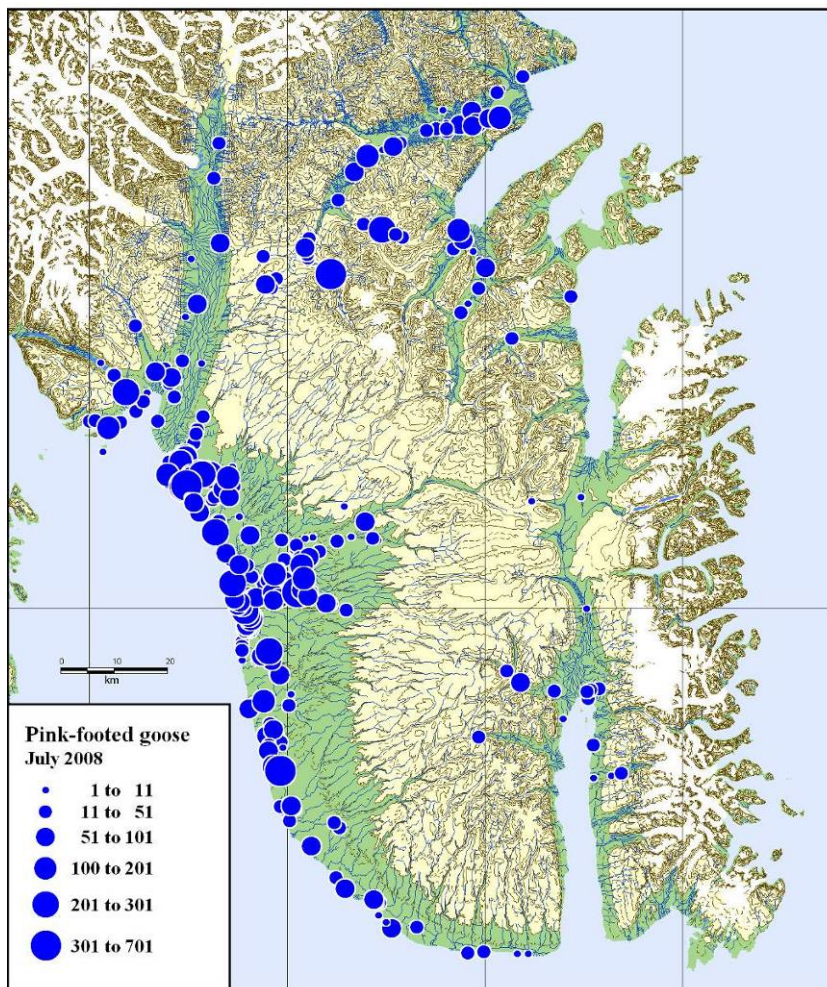 0 10 20
km
Pink-footed goose
July 2008
1 to 11
11 to 51
51 to 101
100 to 201
201 to 301
301 to 701